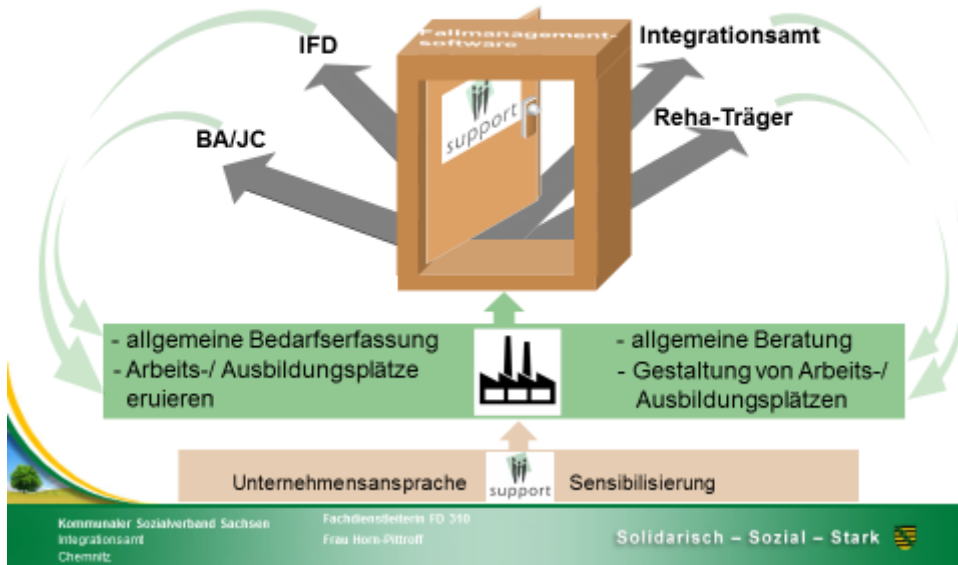 Fallmanagement-
software
IFD
Integrationsamt
Reha-Träger
BA/JC
support
- allgemeine Bedarfserfassung
- Arbeits-/ Ausbildungsplätze
eruieren
- allgemeine Beratung
- Gestaltung von Arbeits-/
Ausbildungsplätzen
Unternehmensansprache
support
Sensibilisierung
Kommunaler Sozialverband Sachsen
Integrationsamt
Chemnitz
Fachdienstleiterin FD 310
Frau Horn-Pittroff
Solidarisch – Sozial – Stark